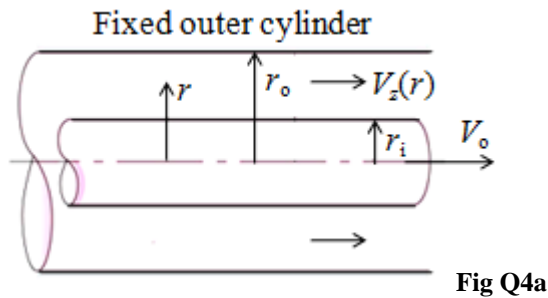 Fixed outer cylinder
r
r₀
V_z(r)
r_i
V₀
Fig Q4a